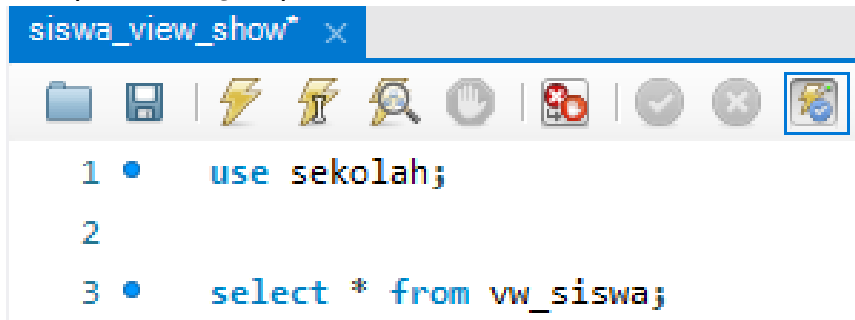 siswa_view_show*
1 use sekolah;
2
3 select * from vw_siswa;